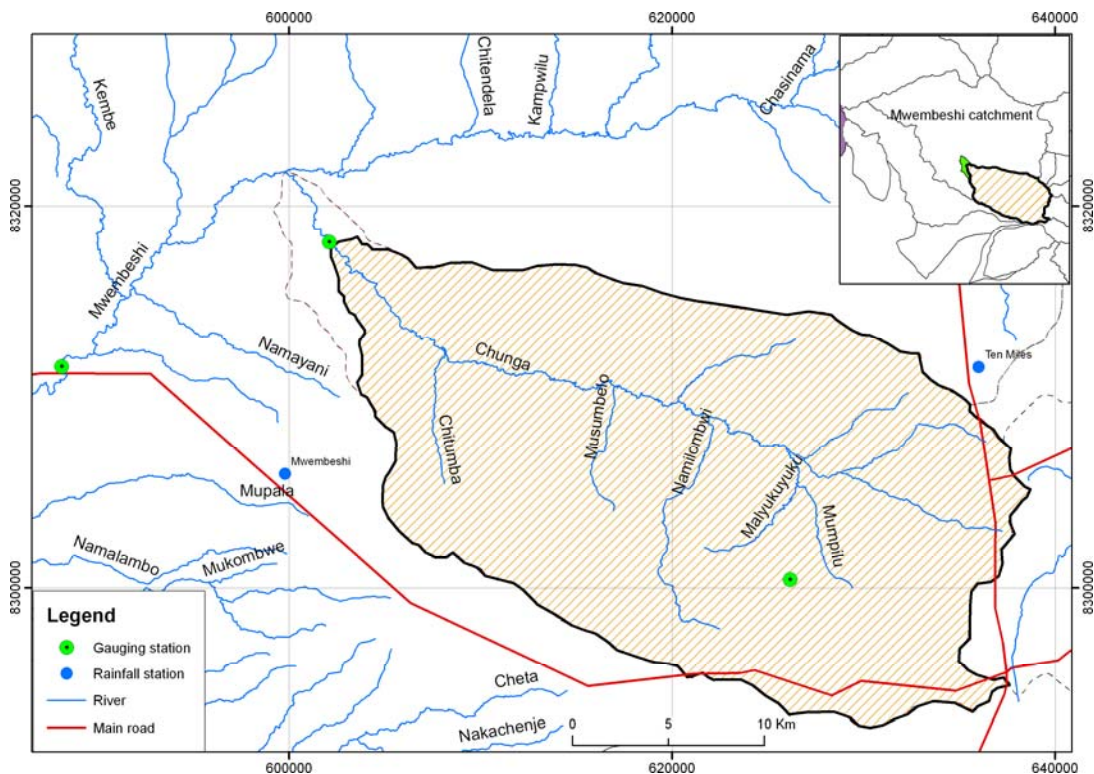 600000
620000
640000
Kembe
Chitendela
Kampwilu
Chasinama
Mwembeshi catchment
8320000
8320000
Mwembeshi
Namayani
Chunga
Ten Miles
Musumbelo
Namilombwi
Chitumba
Malyukuyuku
Mumpilu
Mwembeshi
Mupala
Namalambo
Mukombwe
8300000
8300000
Legend
Gauging station
Rainfall station
River
Main road
Cheta
Nakachenje
0 5 10 Km
600000
620000
640000